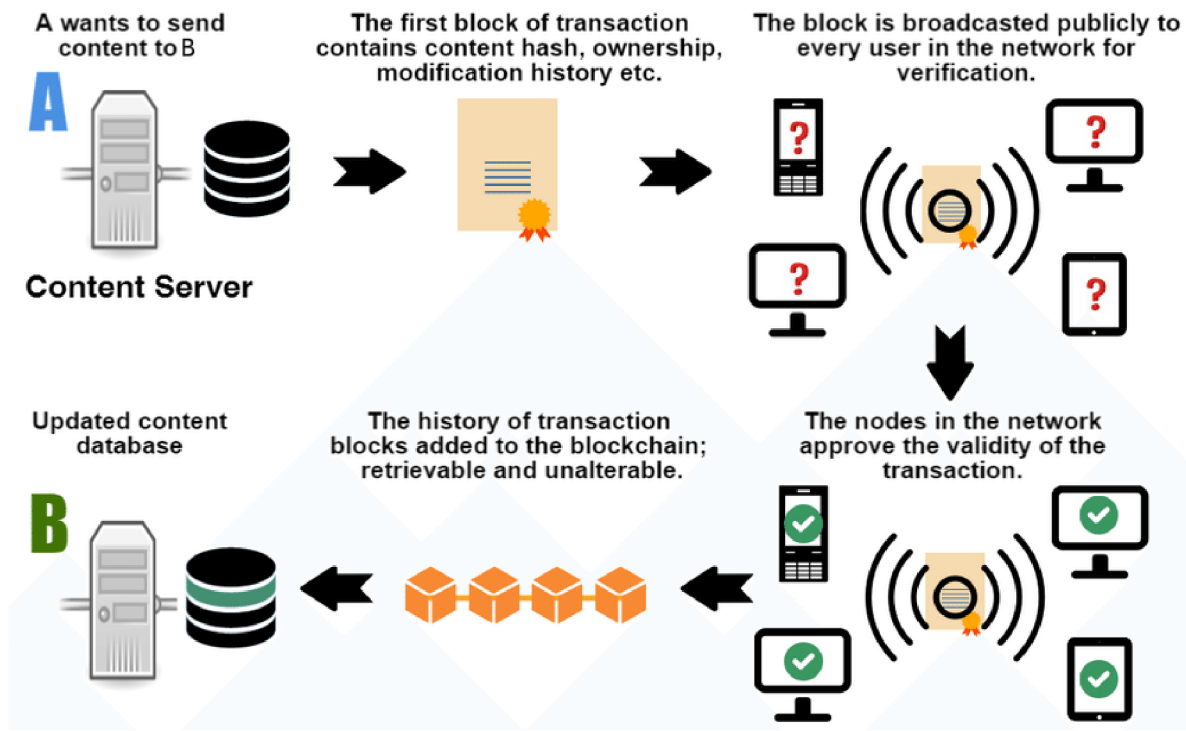 A wants to send
content to B
A
Content Server
The first block of transaction
contains content hash, ownership,
modification history etc.
The block is broadcasted publicly to
every user in the network for
verification.
?
?
?
?
The nodes in the network
approve the validity of the
transaction.
The history of transaction
blocks added to the blockchain;
retrievable and unalterable.
Updated content
database
B